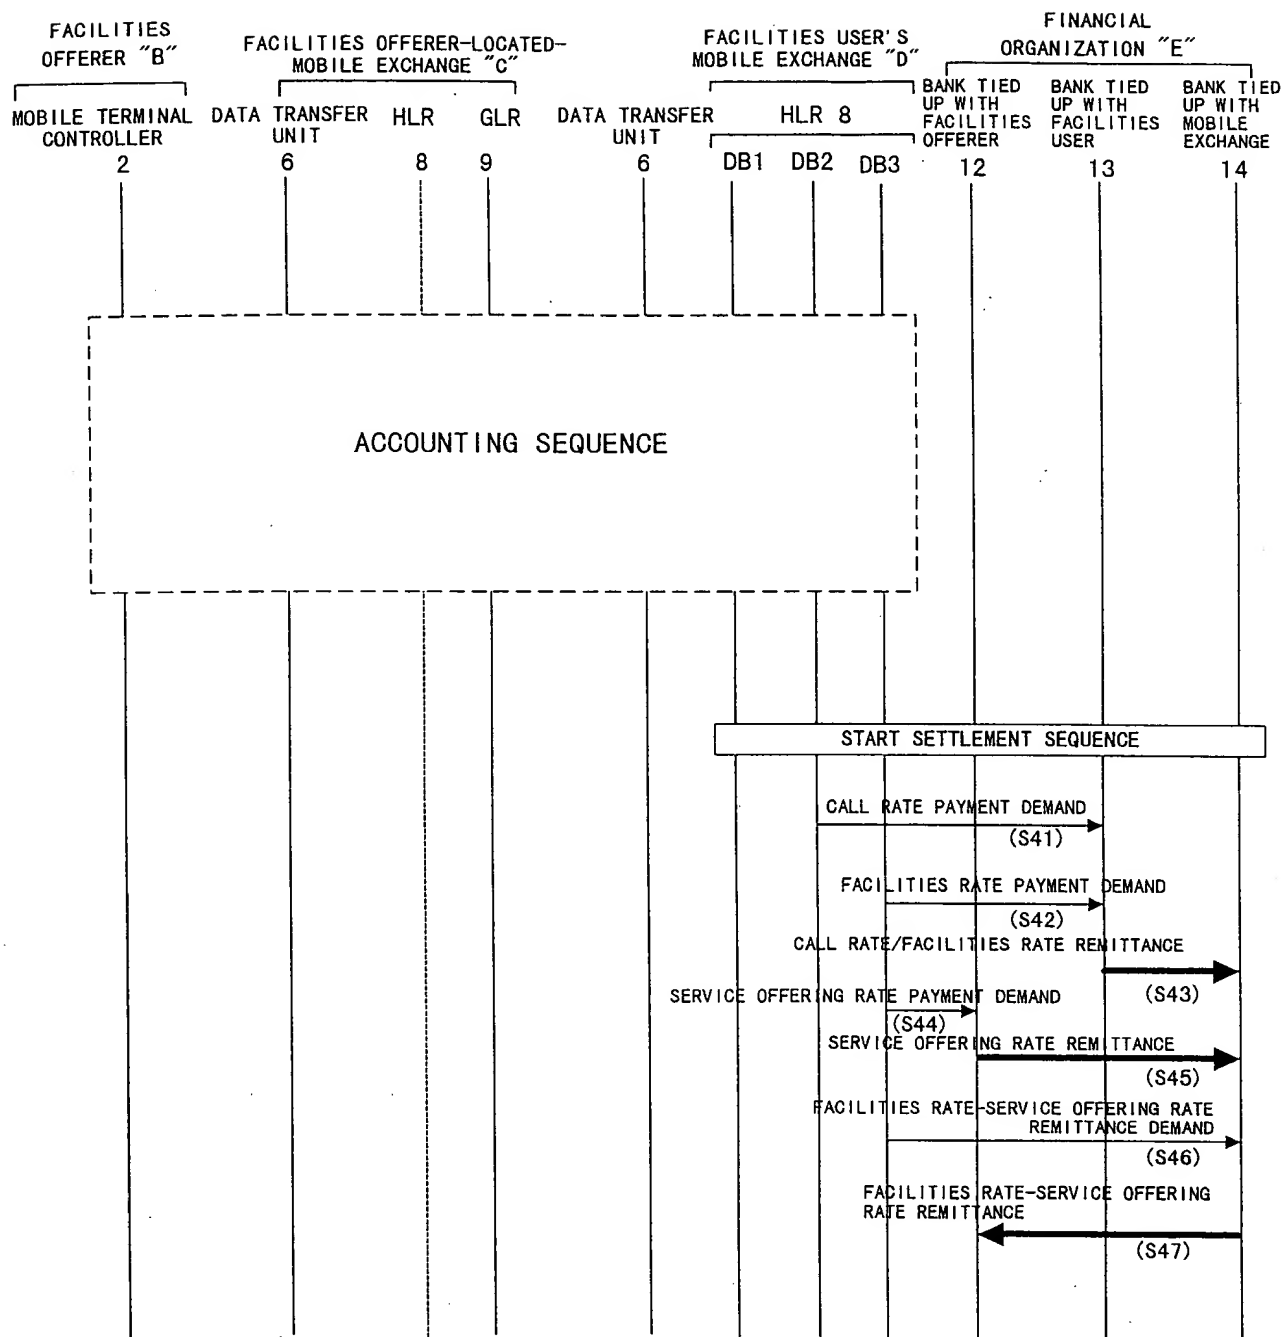 FACILITIES
OFFERER "B"
FACILITIES OFFERER-LOCATED-
MOBILE EXCHANGE "C"
FACILITIES USER'S
MOBILE EXCHANGE "D"
FINANCIAL
ORGANIZATION "E"
MOBILE TERMINAL
CONTROLLER
2
DATA TRANSFER
UNIT
6
HLR
8
GLR
9
DATA TRANSFER
UNIT
6
HLR 8
DB1
DB2
DB3
BANK TIED
UP WITH
FACILITIES
OFFERER
12
BANK TIED
UP WITH
FACILITIES
USER
13
BANK TIED
UP WITH
MOBILE
EXCHANGE
14
ACCOUNTING SEQUENCE
START SETTLEMENT SEQUENCE
CALL RATE PAYMENT DEMAND
(S41)
FACILITIES RATE PAYMENT DEMAND
(S42)
CALL RATE/FACILITIES RATE REMITTANCE
(S43)
SERVICE OFFERING RATE PAYMENT DEMAND
(S44)
SERVICE OFFERING RATE REMITTANCE
(S45)
FACILITIES RATE-SERVICE OFFERING RATE
REMITTANCE DEMAND
(S46)
FACILITIES RATE-SERVICE OFFERING
RATE REMITTANCE
(S47)